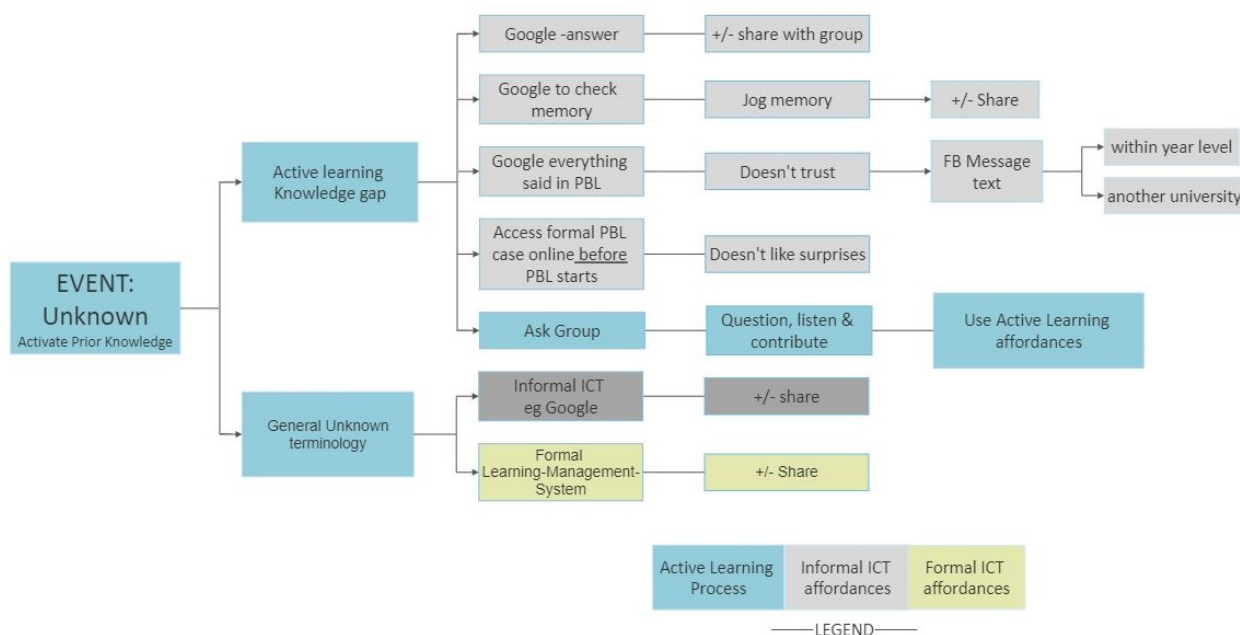 Google -answer
+/- share with group
Google to check
memory
Jog memory
+/- Share
Active learning
Knowledge gap
Google everything
said in PBL
Doesn't trust
FB Message
text
within year level
another university
Access formal PBL
case online before
PBL starts
Doesn't like surprises
EVENT:
Unknown
Activate Prior Knowledge
Ask Group
Question, listen &
contribute
Use Active Learning
affordances
General Unknown
terminology
Informal ICT
eg Google
+/- share
Formal
Learning-Management-
System
+/- Share
Active Learning
Process
Informal ICT
affordances
Formal ICT
affordances
LEGEND